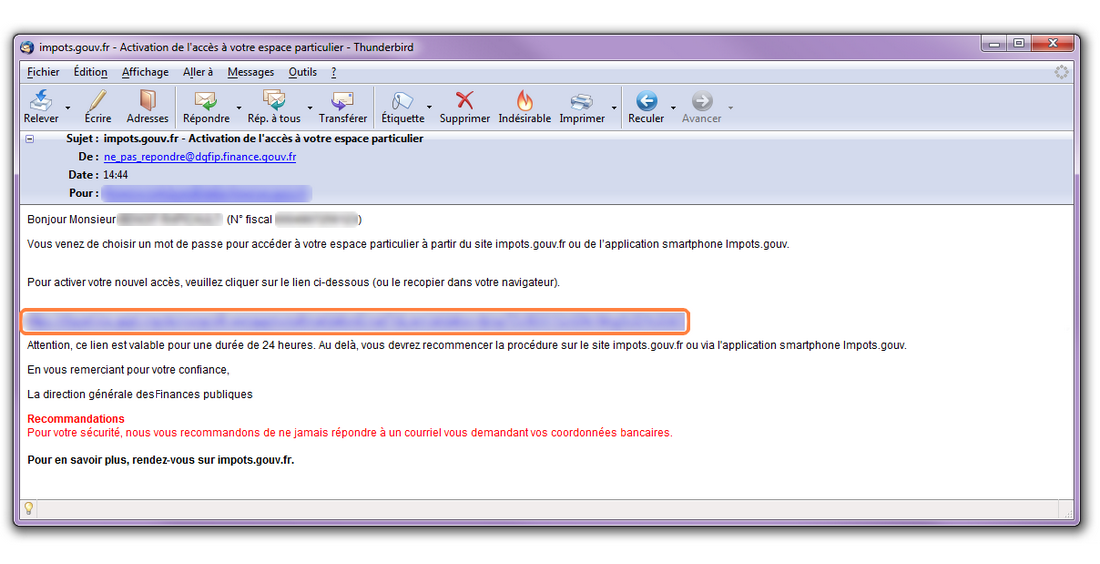 impots.gouv.fr - Activation de l'accès à votre espace particulier - Thunderbird
Fichier Édition Affichage Aller à Messages Outils ?
Relever Écrire Adresses Répondre Rép. à tous Transférer Étiquette Supprimer Indésirable Imprimer Reculer Avancer
Sujet : impots.gouv.fr - Activation de l'accès à votre espace particulier
De : ne_pas_repondre@dgfip.finance.gouv.fr
Date : 14:44
Pour :
Bonjour Monsieur (N° fiscal )
Vous venez de choisir un mot de passe pour accéder à votre espace particulier à partir du site impots.gouv.fr ou de l'application smartphone Impots.gouv.
Pour activer votre nouvel accès, veuillez cliquer sur le lien ci-dessous (ou le recopier dans votre navigateur).
Attention, ce lien est valable pour une durée de 24 heures. Au delà, vous devrez recommencer la procédure sur le site impots.gouv.fr ou via l'application smartphone Impots.gouv.
En vous remerciant pour votre confiance,
La direction générale des Finances publiques
Recommandations
Pour votre sécurité, nous vous recommandons de ne jamais répondre à un courriel vous demandant vos coordonnées bancaires.
Pour en savoir plus, rendez-vous sur impots.gouv.fr.